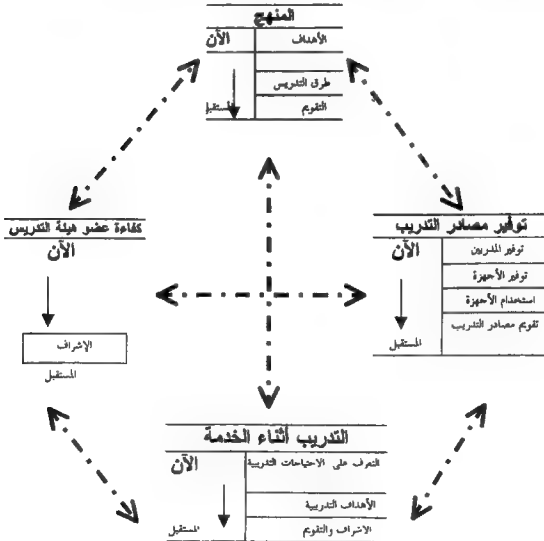 المنهج
الأهداف
الآن
طرق التدريس
التقويم
المستقبل
توفير مصادر التدريب
توفير المدربين
الآن
توفير الأجهزة
استخدام الأجهزة
تقويم مصادر التدريب
المستقبل
كفاءة عضو هيئة التدريس
الآن
الإشراف
المستقبل
التدريب أثناء الخدمة
التعرف على الاحتياجات التدريبية
الآن
الأهداف التدريبية
الاشراف والتقويم
المستقبل